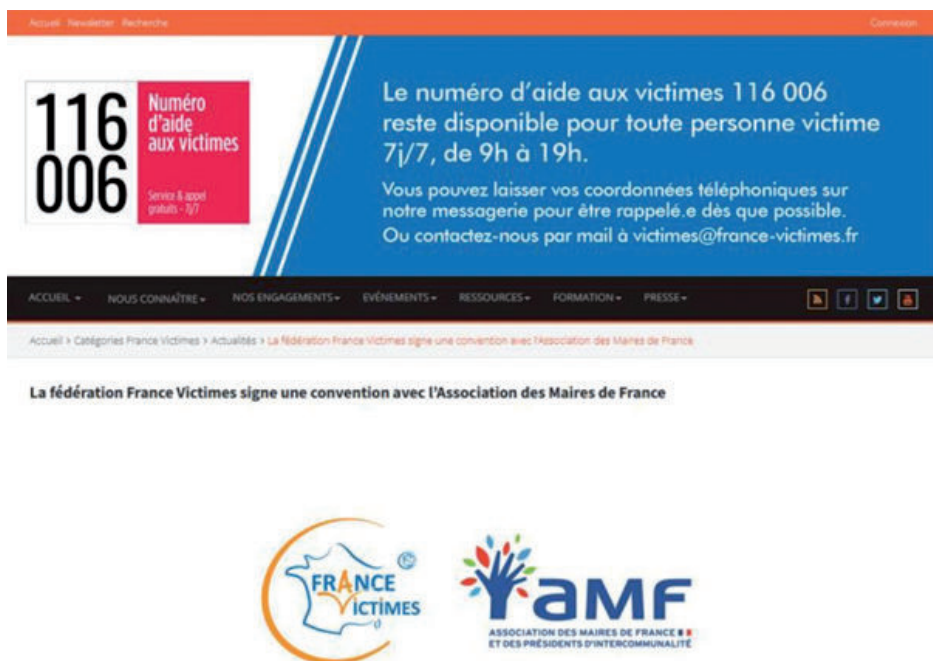 Accueil Newsletter Recherche
Connexion
116
006
Numéro
d'aide
aux victimes
Service & appel
gratuits - 7j/7
Le numéro d'aide aux victimes 116 006
reste disponible pour toute personne victime
7j/7, de 9h à 19h.
Vous pouvez laisser vos coordonnées téléphoniques sur
notre messagerie pour être rappelé.e dès que possible.
Ou contactez-nous par mail à victimes@france-victimes.fr
ACCUEIL NOUS CONNAÎTRE NOS ENGAGEMENTS EVÉNEMENTS RESSOURCES FORMATION PRESSE
Accueil > Catégories France Victimes > Actualités > La fédération France Victimes signe une convention avec l'Association des Maires de France
La fédération France Victimes signe une convention avec l'Association des Maires de France
FRANCE
VICTIMES
aMF
ASSOCIATION DES MAIRES DE FRANCE
ET DES PRÉSIDENTS D'INTERCOMMUNALITÉ